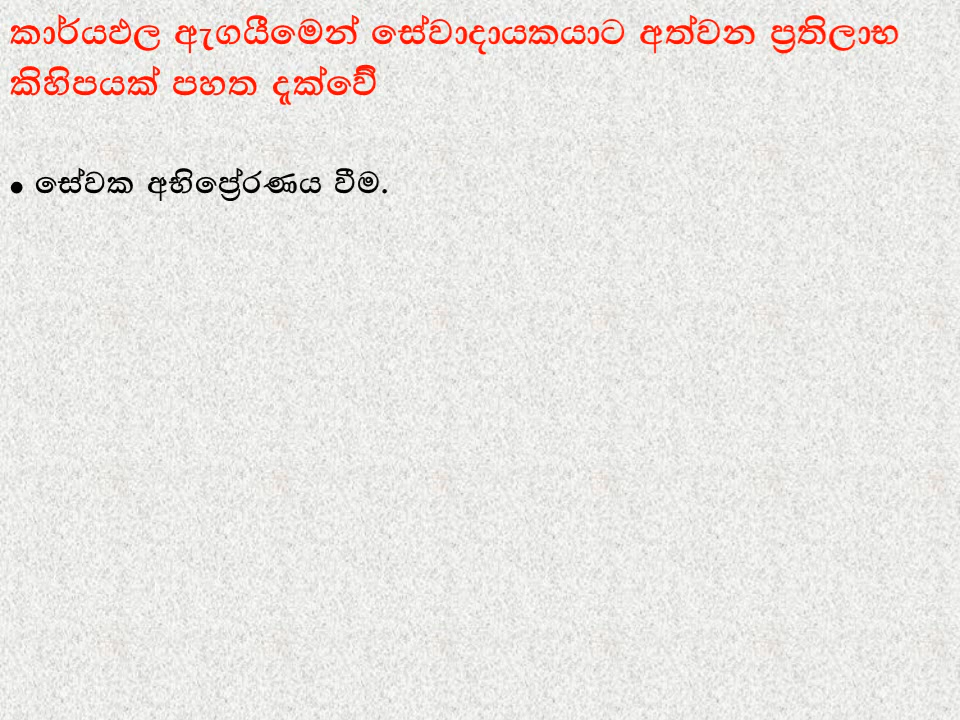 කාර්යඵල ඇගයීමෙන් සේවාදායකයාට අත්වන ප්‍රතිලාභ
කිහිපයක් පහත දැක්වේ
• සේවක අභිප්‍රේරණය වීම.